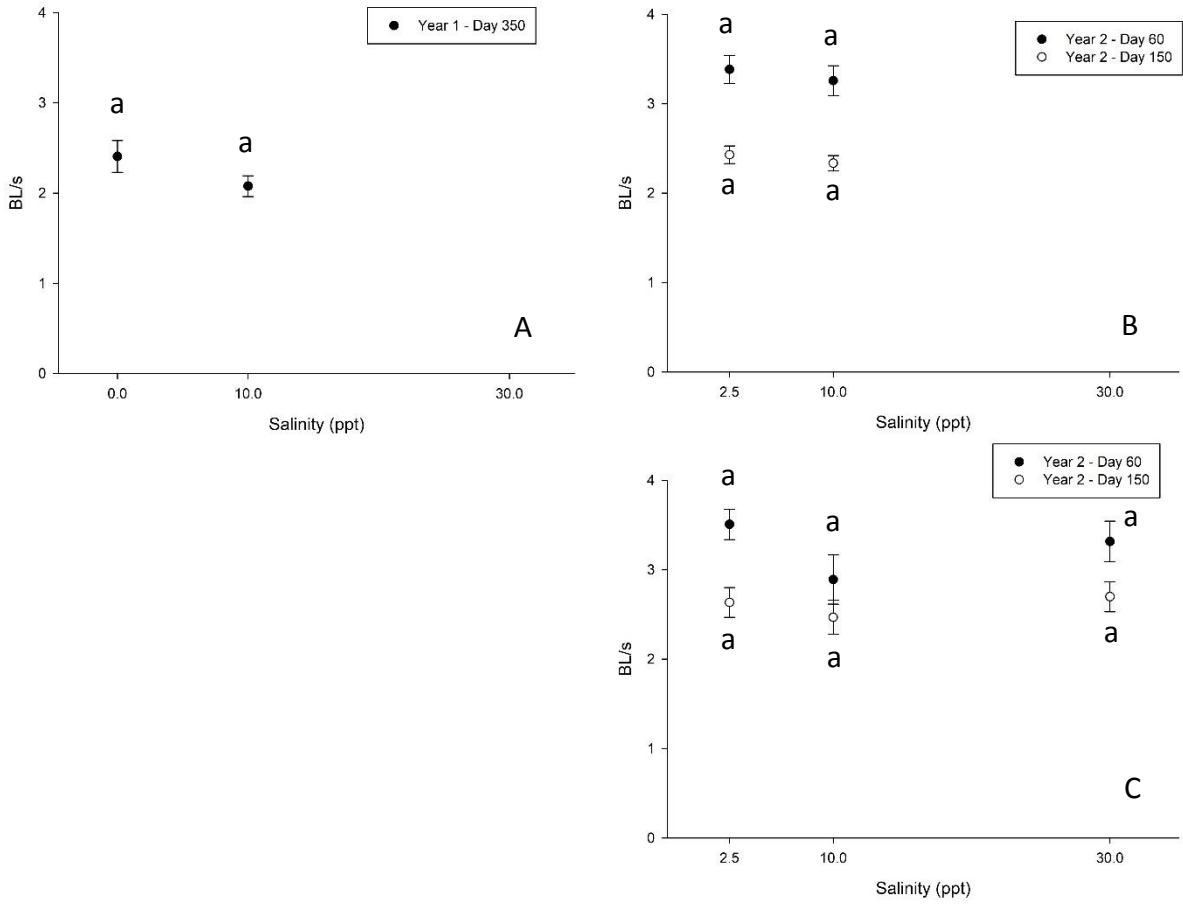 Year 1 - Day 350
4
3
2
1
0
BL/s
a
a
A
0.0 10.0 30.0
Salinity (ppt)
Year 2 - Day 60
Year 2 - Day 150
4
3
2
1
0
BL/s
a
a
a
a
B
2.5 10.0 30.0
Salinity (ppt)
Year 2 - Day 60
Year 2 - Day 150
4
3
2
1
0
BL/s
a
a
a
a
a
a
C
2.5 10.0 30.0
Salinity (ppt)